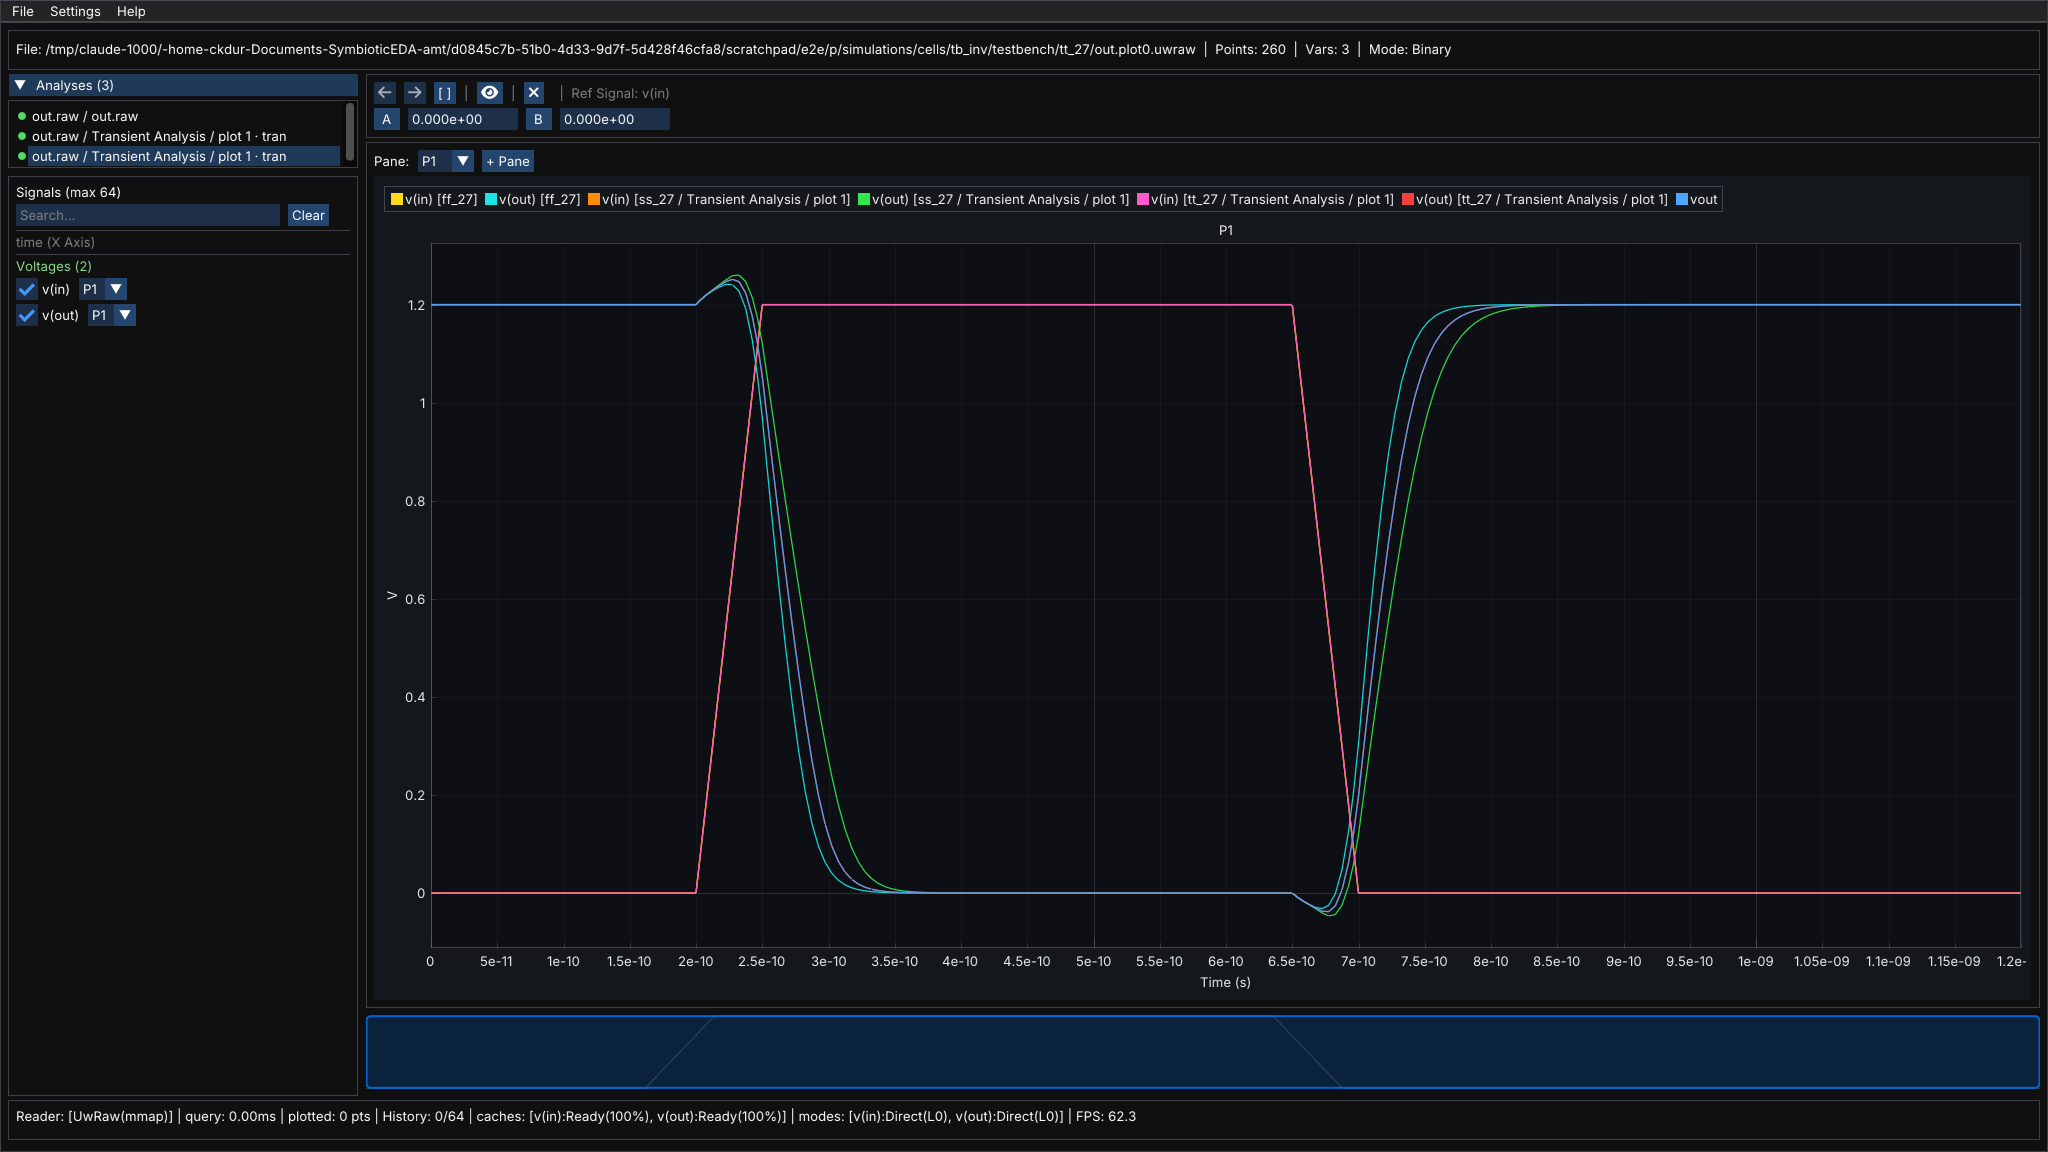 File Settings Help
File: /tmp/claude-1000/-home-ckdur-Documents-SymbioticEDA-amt/d0845c7b-51b0-4d33-9d7f-5d428f46cfa8/scratchpad/e2e/p/simulations/cells/tb_inv/testbench/tt_27/out.plot0.uwraw | Points: 260 | Vars: 3 | Mode: Binary
Analyses (3)
out.raw / out.raw
out.raw / Transient Analysis / plot 1 · tran
out.raw / Transient Analysis / plot 1 · tran
Signals (max 64)
Search... Clear
time (X Axis)
Voltages (2)
v(in) P1
v(out) P1
[ ] | | | Ref Signal: v(in)
A 0.000e+00 B 0.000e+00
Pane: P1 + Pane
v(in) [ff_27] v(out) [ff_27] v(in) [ss_27 / Transient Analysis / plot 1] v(out) [ss_27 / Transient Analysis / plot 1] v(in) [tt_27 / Transient Analysis / plot 1] v(out) [tt_27 / Transient Analysis / plot 1] vout
P1
1.2
1
0.8
V
0.6
0.4
0.2
0
0 5e-11 1e-10 1.5e-10 2e-10 2.5e-10 3e-10 3.5e-10 4e-10 4.5e-10 5e-10 5.5e-10 6e-10 6.5e-10 7e-10 7.5e-10 8e-10 8.5e-10 9e-10 9.5e-10 1e-09 1.05e-09 1.1e-09 1.15e-09 1.2e-
Time (s)
Reader: [UwRaw(mmap)] | query: 0.00ms | plotted: 0 pts | History: 0/64 | caches: [v(in):Ready(100%), v(out):Ready(100%)] | modes: [v(in):Direct(L0), v(out):Direct(L0)] | FPS: 62.3